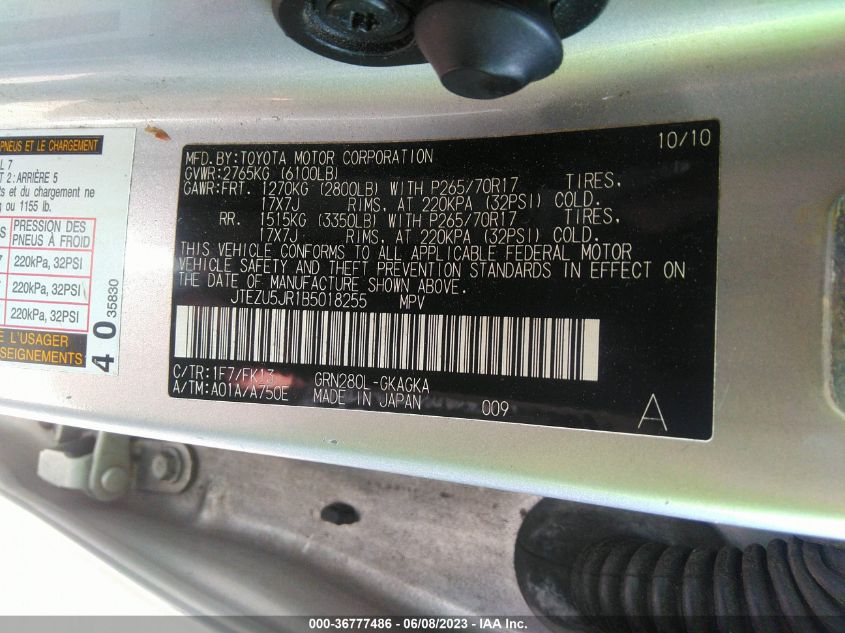 PNEUS ET LE CHARGEMENT
L 7
T 2: ARRIÈRE 5
ts et du chargement ne
g ou 1155 lb.
PRESSION DES
PNEUS À FROID
220kPa, 32PSI
220kPa, 32PSI
220kPa, 32PSI
E L'USAGER
NSEIGNEMENTS
4 0 35830
10/10
MFD. BY: TOYOTA MOTOR CORPORATION
GVWR: 2765KG (6100LB)
GAWR: FRT. 1270KG (2800LB) WITH P265/70R17 TIRES,
17X7J RIMS, AT 220KPA (32PSI) COLD.
RR. 1515KG (3350LB) WITH P265/70R17 TIRES,
17X7J RIMS, AT 220KPA (32PSI) COLD.
THIS VEHICLE CONFORMS TO ALL APPLICABLE FEDERAL MOTOR
VEHICLE SAFETY AND THEFT PREVENTION STANDARDS IN EFFECT ON
THE DATE OF MANUFACTURE SHOWN ABOVE.
JTEZU5JR1B5018255 MPV
C/TR: 1F7/FK13 GRN280L-GKAGKA
A/TM: A01A/A750E MADE IN JAPAN 009
A
000-36777486 - 06/08/2023 - IAA Inc.